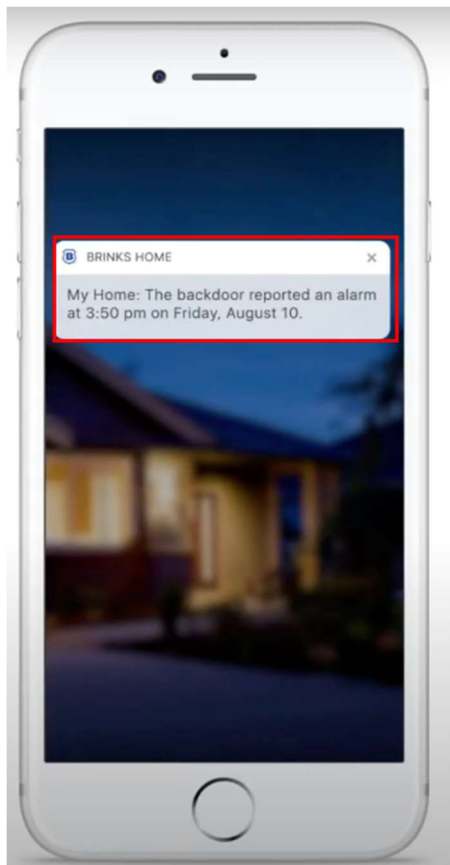 B BRINKS HOME ×
My Home: The backdoor reported an alarm
at 3:50 pm on Friday, August 10.